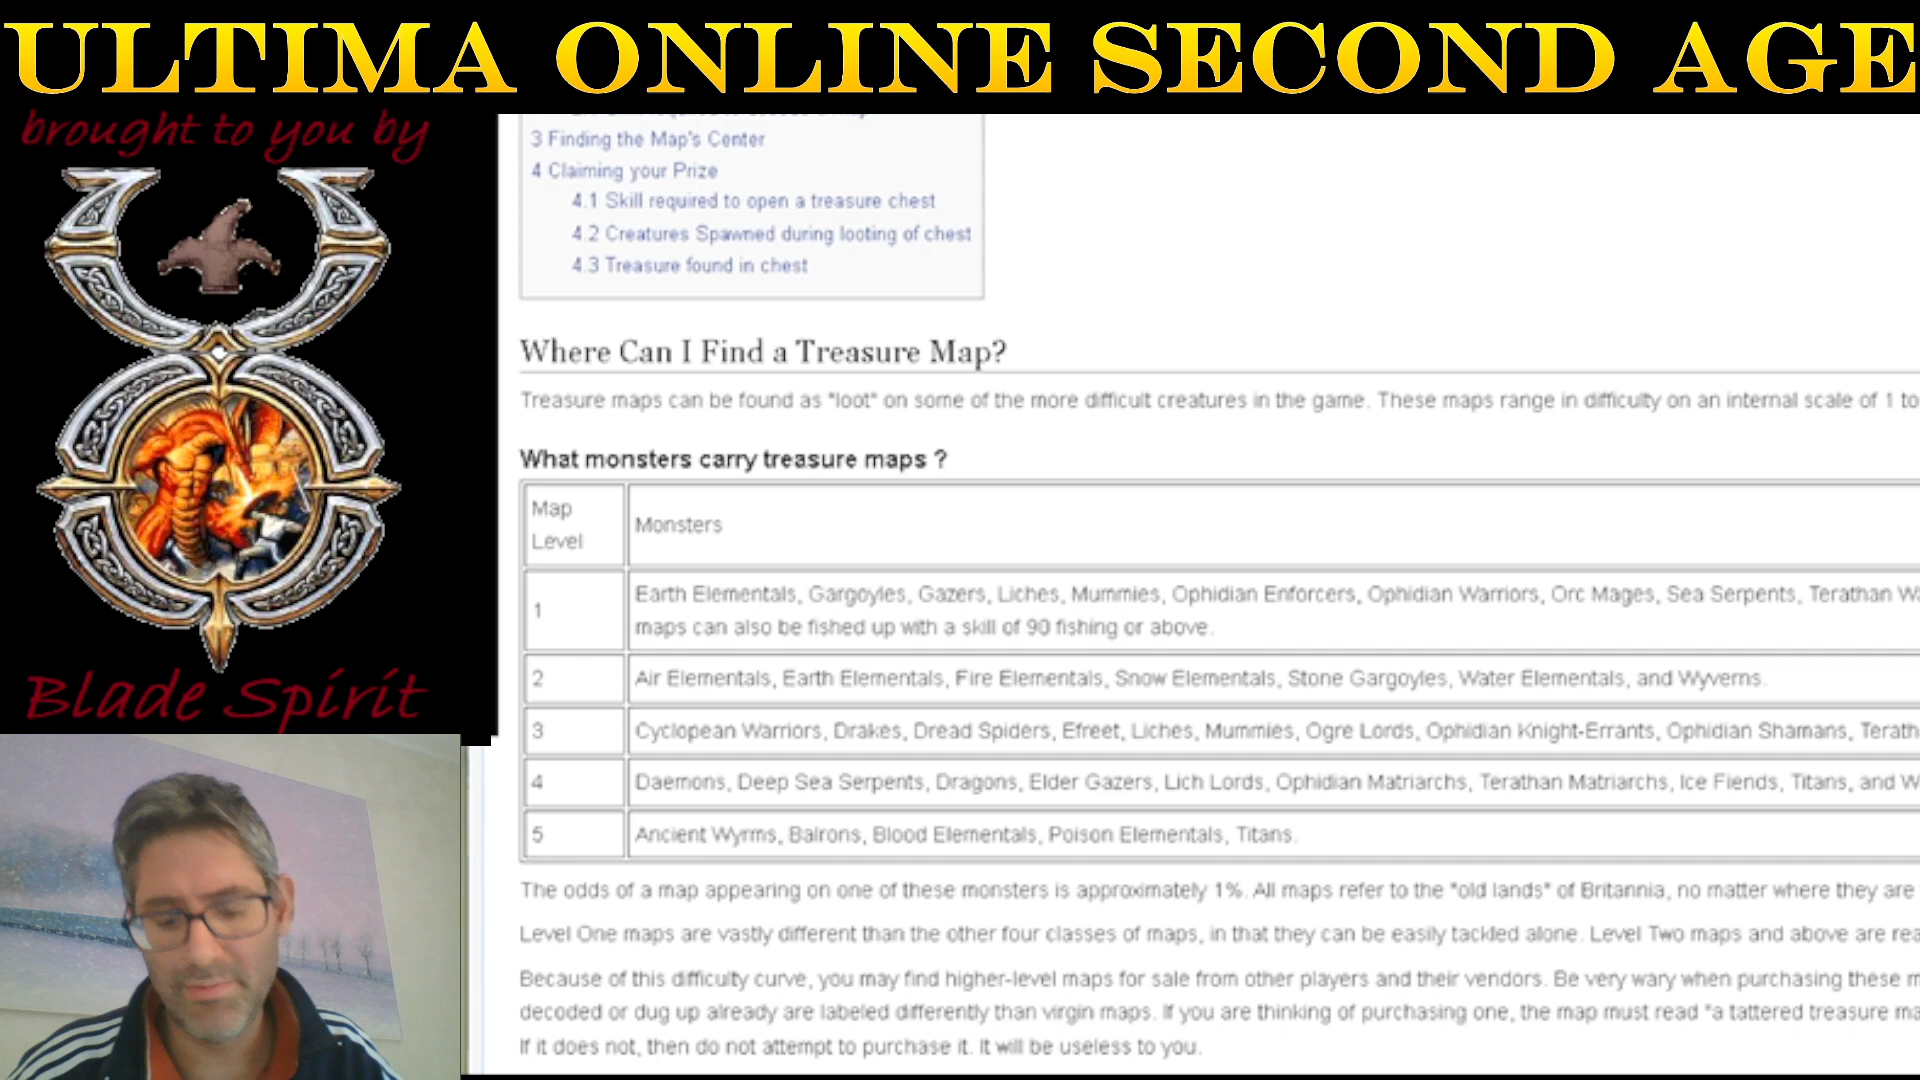 ULTIMA ONLINE SECOND AGE
brought to you by
Blade Spirit
3 Finding the Map's Center
4 Claiming your Prize
4.1 Skill required to open a treasure chest
4.2 Creatures Spawned during looting of chest
4.3 Treasure found in chest
Where Can I Find a Treasure Map?
Treasure maps can be found as "loot" on some of the more difficult creatures in the game. These maps range in difficulty on an internal scale of 1 to
What monsters carry treasure maps ?
Map Level
Monsters
1
Earth Elementals, Gargoyles, Gazers, Liches, Mummies, Ophidian Enforcers, Ophidian Warriors, Orc Mages, Sea Serpents, Terathan Wa
maps can also be fished up with a skill of 90 fishing or above.
2
Air Elementals, Earth Elementals, Fire Elementals, Snow Elementals, Stone Gargoyles, Water Elementals, and Wyverns.
3
Cyclopean Warriors, Drakes, Dread Spiders, Efreet, Liches, Mummies, Ogre Lords, Ophidian Knight-Errants, Ophidian Shamans, Terath
4
Daemons, Deep Sea Serpents, Dragons, Elder Gazers, Lich Lords, Ophidian Matriarchs, Terathan Matriarchs, Ice Fiends, Titans, and W
5
Ancient Wyrms, Balrons, Blood Elementals, Poison Elementals, Titans.
The odds of a map appearing on one of these monsters is approximately 1%. All maps refer to the "old lands" of Britannia, no matter where they are
Level One maps are vastly different than the other four classes of maps, in that they can be easily tackled alone. Level Two maps and above are rea
Because of this difficulty curve, you may find higher-level maps for sale from other players and their vendors. Be very wary when purchasing these m
decoded or dug up already are labeled differently than virgin maps. If you are thinking of purchasing one, the map must read "a tattered treasure ma
If it does not, then do not attempt to purchase it. It will be useless to you.